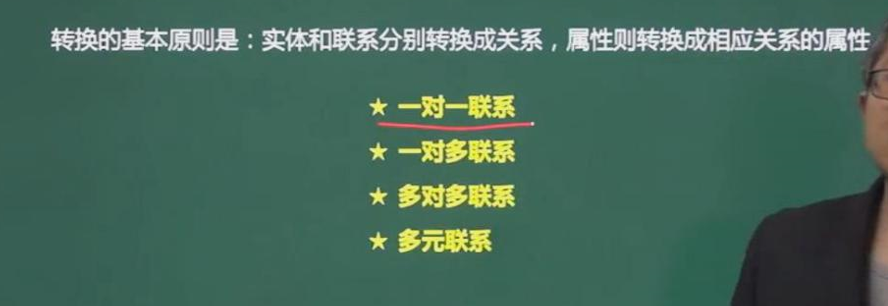 转换的基本原则是：实体和联系分别转换成关系，属性则转换成相应关系的属性
★ 一对一联系
★ 一对多联系
★ 多对多联系
★ 多元联系